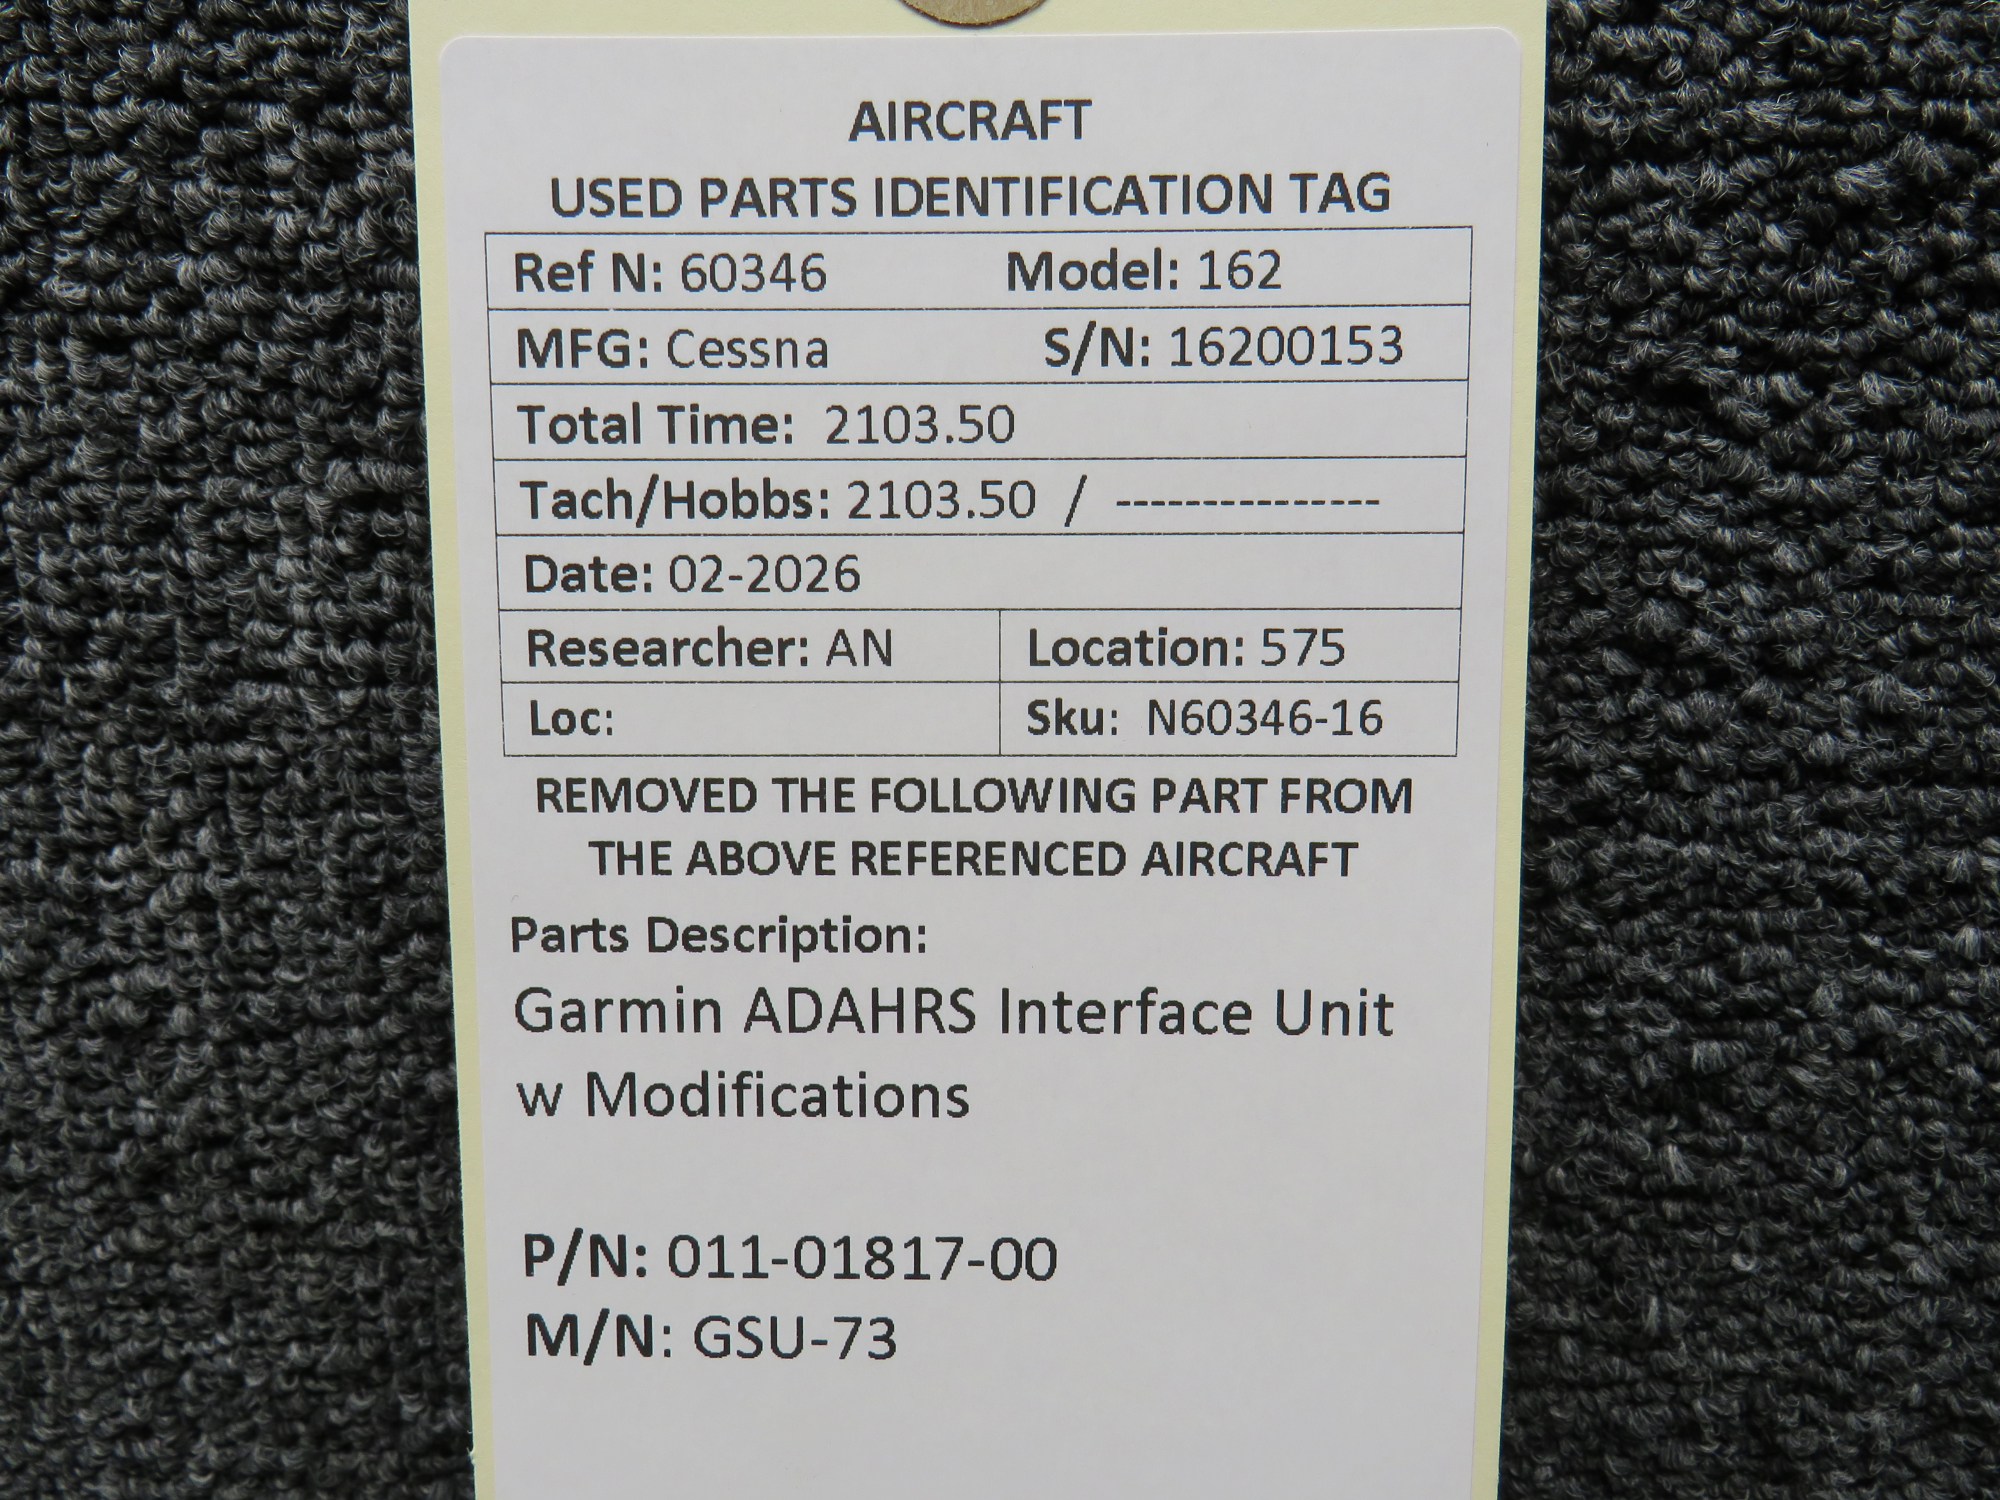 AIRCRAFT
USED PARTS IDENTIFICATION TAG
Ref N: 60346 Model: 162
MFG: Cessna S/N: 16200153
Total Time: 2103.50
Tach/Hobbs: 2103.50 / ---------------
Date: 02-2026
Researcher: AN Location: 575
Loc: Sku: N60346-16
REMOVED THE FOLLOWING PART FROM
THE ABOVE REFERENCED AIRCRAFT
Parts Description:
Garmin ADAHRS Interface Unit
w Modifications
P/N: 011-01817-00
M/N: GSU-73